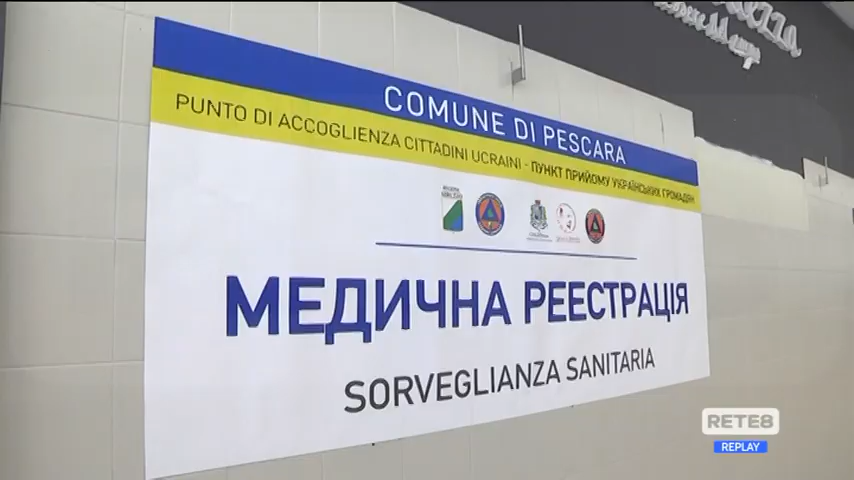 COMUNE DI PESCARA
PUNTO DI ACCOGLIENZA CITTADINI UCRAINI - ПУНКТ ПРИЙОМУ УКРАЇНСЬКИХ ГРОМАДЯН
МЕДИЧНА РЕЕСТРАЦІЯ
SORVEGLIANZA SANITARIA
RETE8
REPLAY